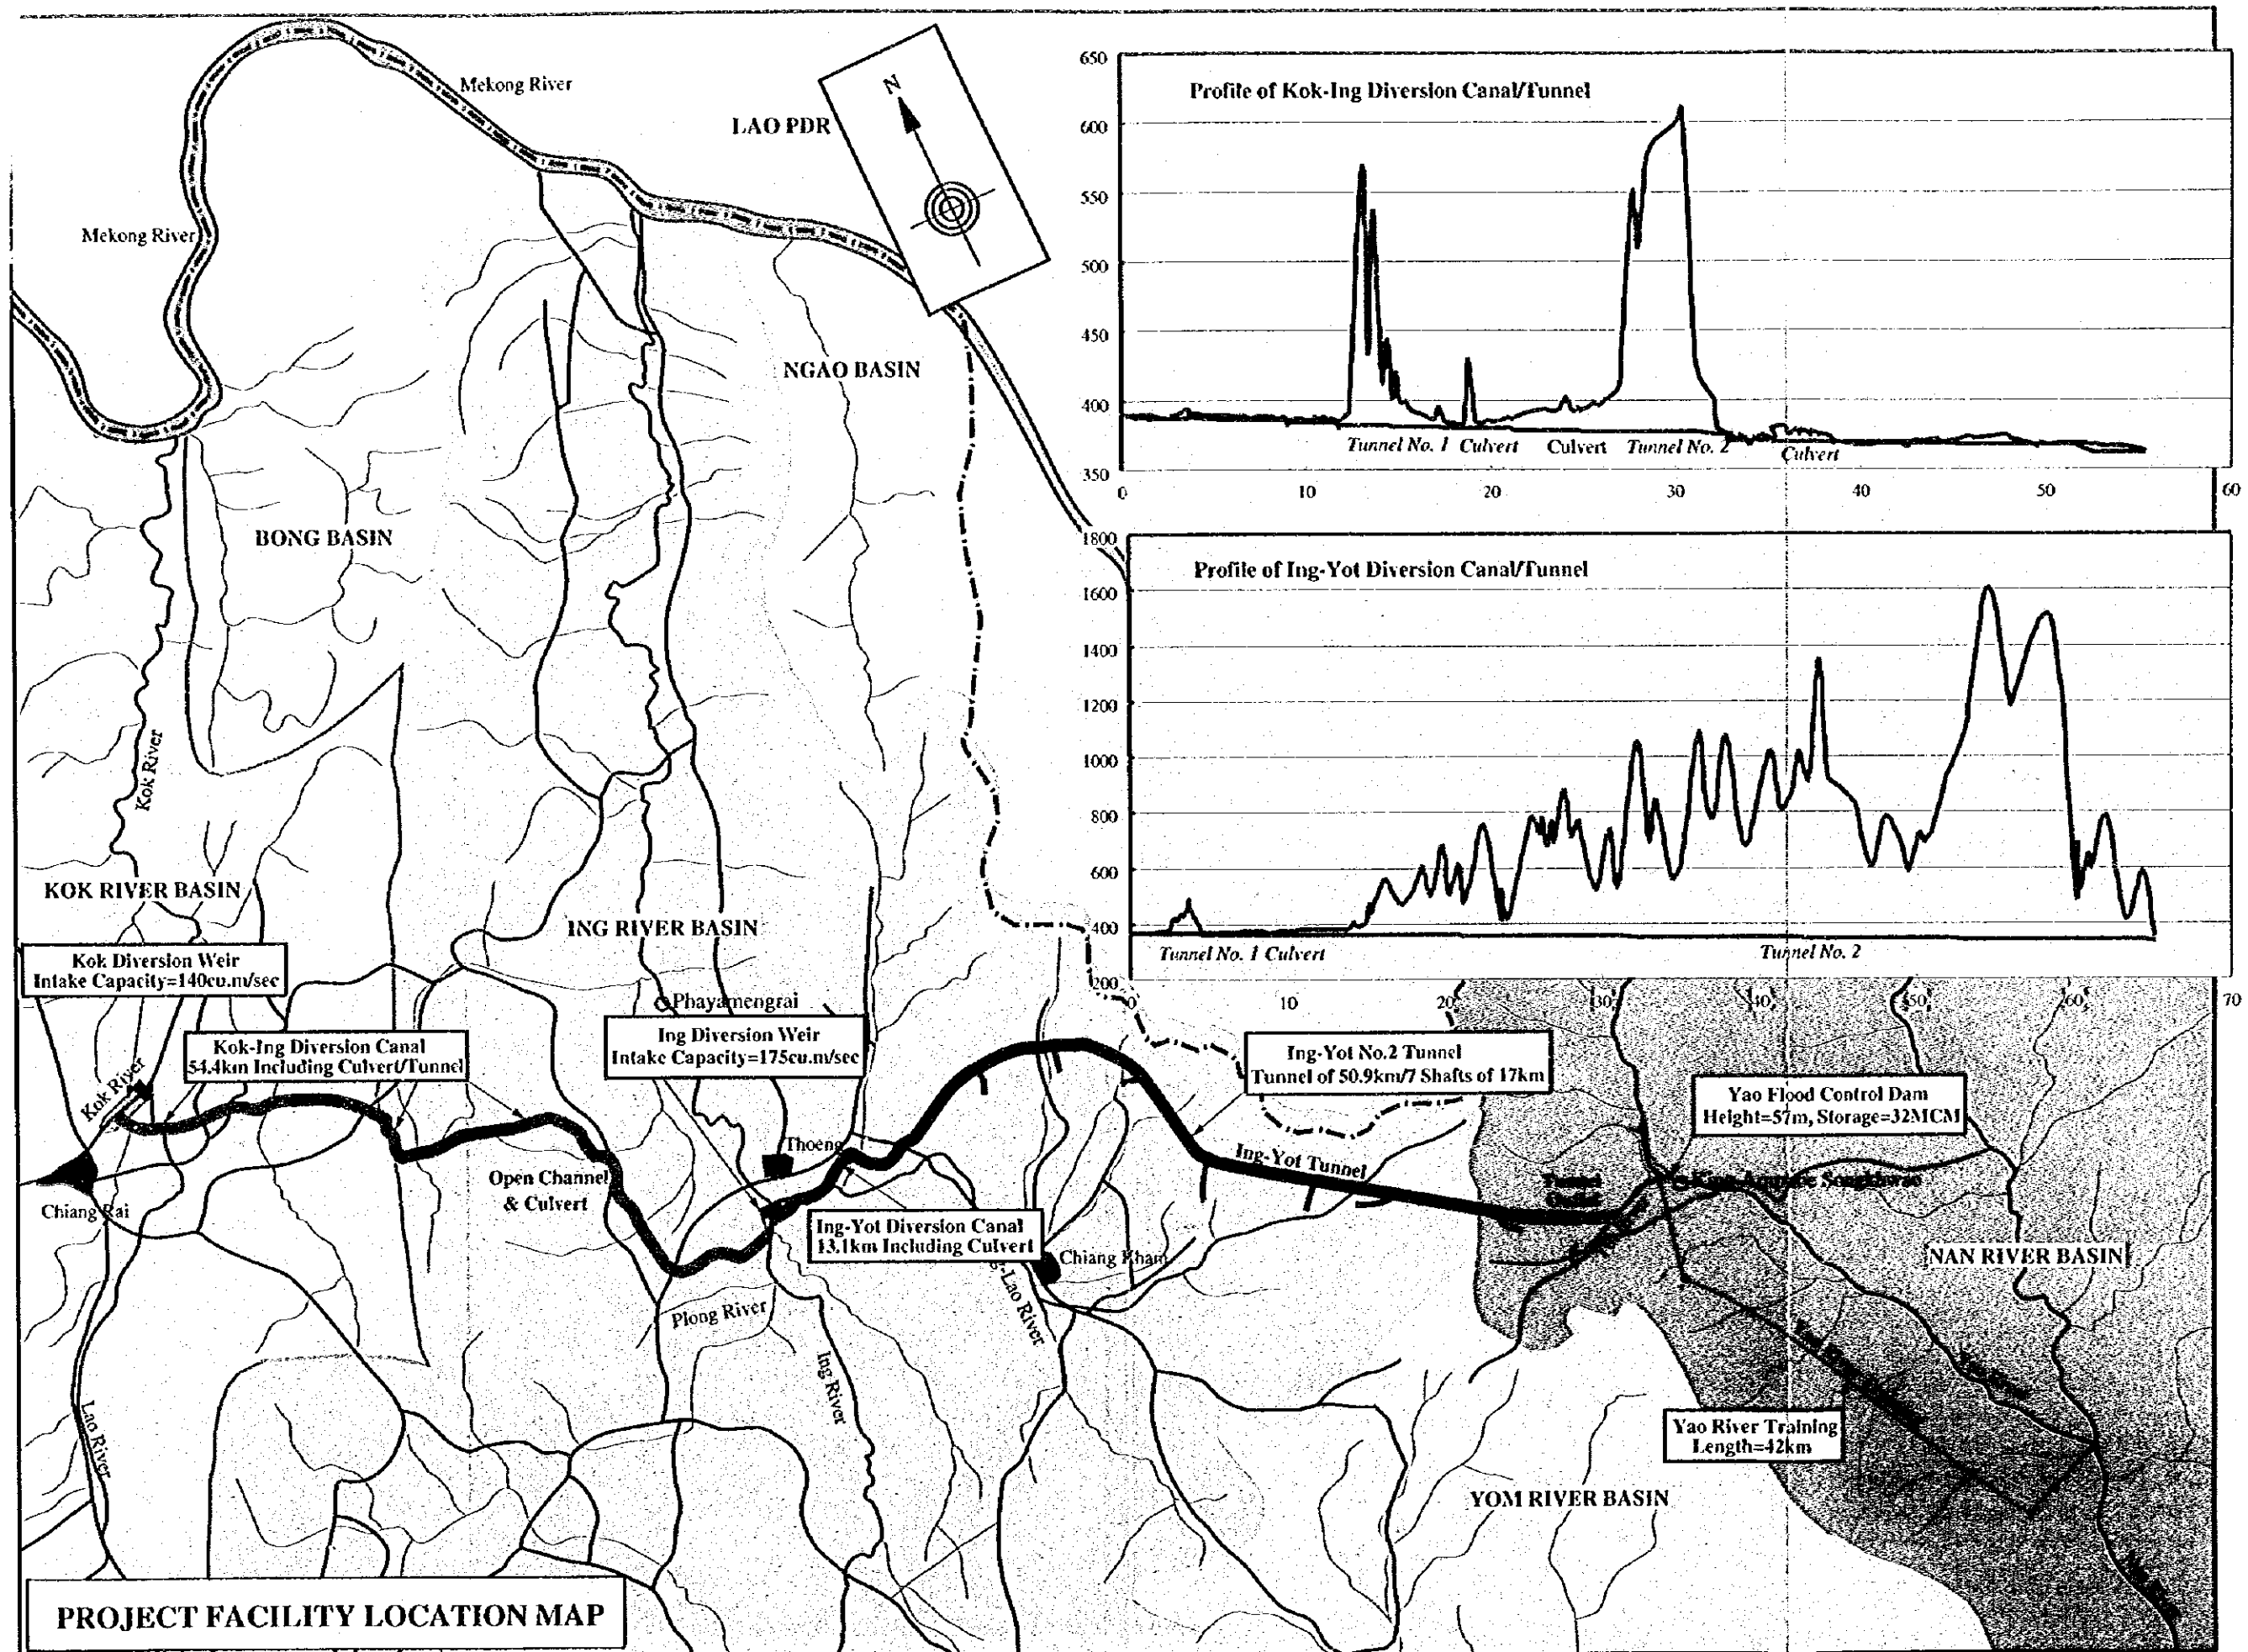 Mekong River
LAO PDR
N
Mekong River
NGAO BASIN
BONG BASIN
Kok River
KOK RIVER BASIN
ING RIVER BASIN
Profile of Kok-Ing Diversion Canal/Tunnel
650
600
550
500
450
400
350
Tunnel No. 1 Culvert Culvert Tunnel No. 2
Culvert
0 10 20 30 40 50 60
Profile of Ing-Yot Diversion Canal/Tunnel
1800
1600
1400
1200
1000
800
600
400
200
Tunnel No. 1 Culvert Tunnel No. 2
0 10 20 30 40 50 60 70
Kok Diversion Weir
Intake Capacity=140cu.m/sec
Phayamengrai
Kok-Ing Diversion Canal
54.4km Including Culvert/Tunnel
Ing Diversion Weir
Intake Capacity=175cu.m/sec
Ing-Yot No.2 Tunnel
Tunnel of 50.9km/7 Shafts of 17km
Yao Flood Control Dam
Height=57m, Storage=32MCM
Kok River
Thoeng
Ing-Yot Tunnel
Tunnel
Outlet
Open Channel
& Culvert
Chiang Rai
Ing-Yot Diversion Canal
13.1km Including Culvert
Chiang Kham
NAN RIVER BASIN
Lao River
Plong River
Ing River
Lao River
Yao River
Yao River Training
Length=42km
YOM RIVER BASIN
Nan River
PROJECT FACILITY LOCATION MAP